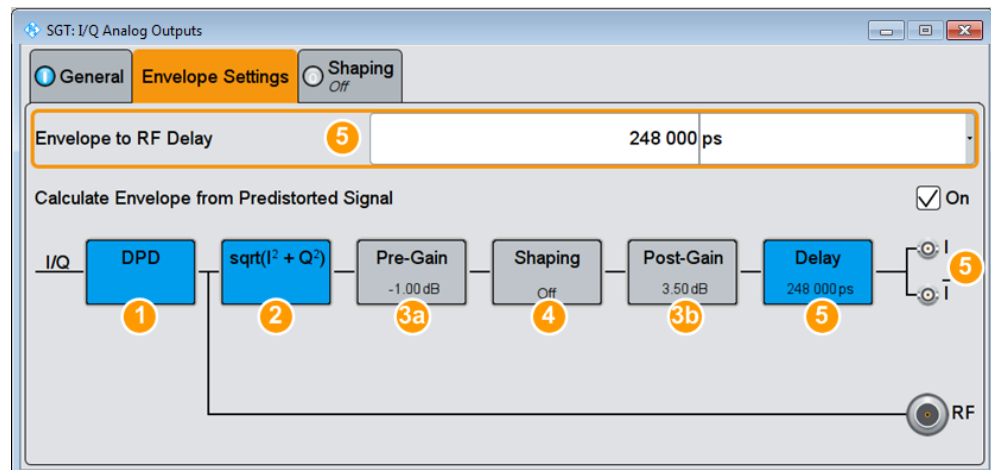 SGT: I/Q Analog Outputs
General
Envelope Settings
Shaping
Off
Envelope to RF Delay
5
248 000 ps
Calculate Envelope from Predistorted Signal
On
I/Q
DPD
1
sqrt(I² + Q²)
2
Pre-Gain
-1.00 dB
3a
Shaping
Off
4
Post-Gain
3.50 dB
3b
Delay
248 000 ps
5
I
5
Ī
RF